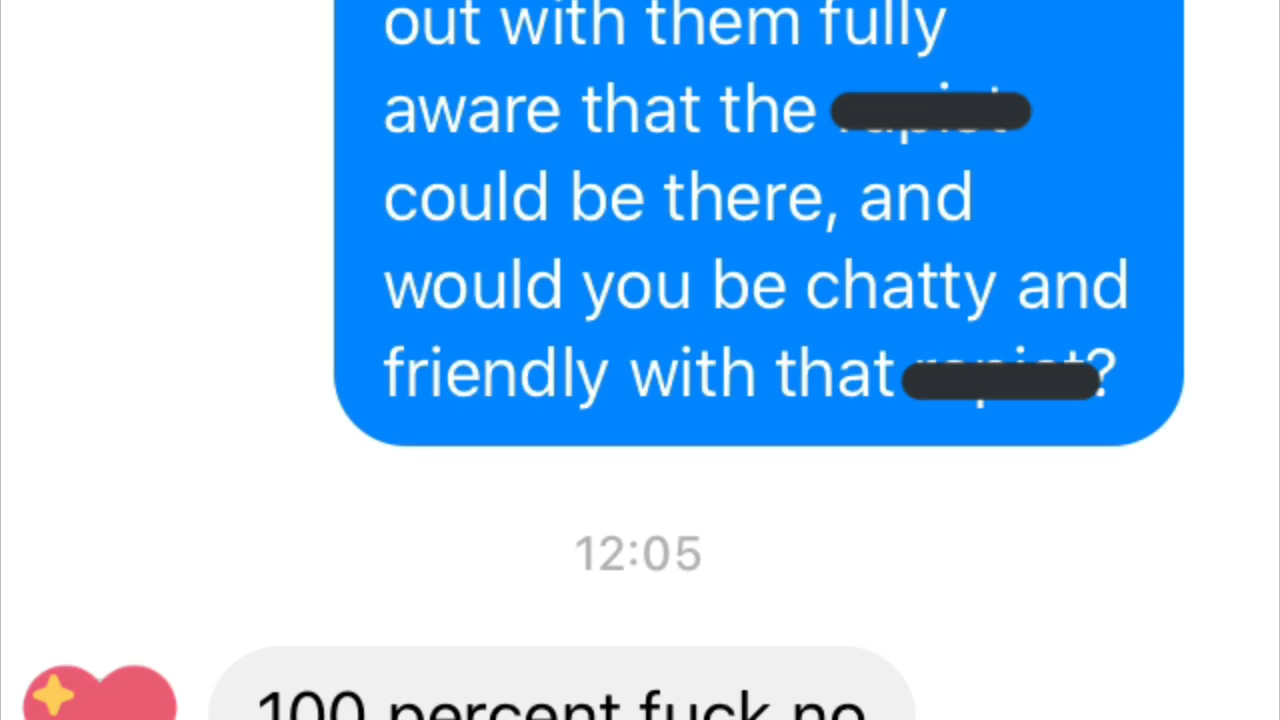 out with them fully
aware that the
could be there, and
would you be chatty and
friendly with that ?
12:05
100 percent fuck no